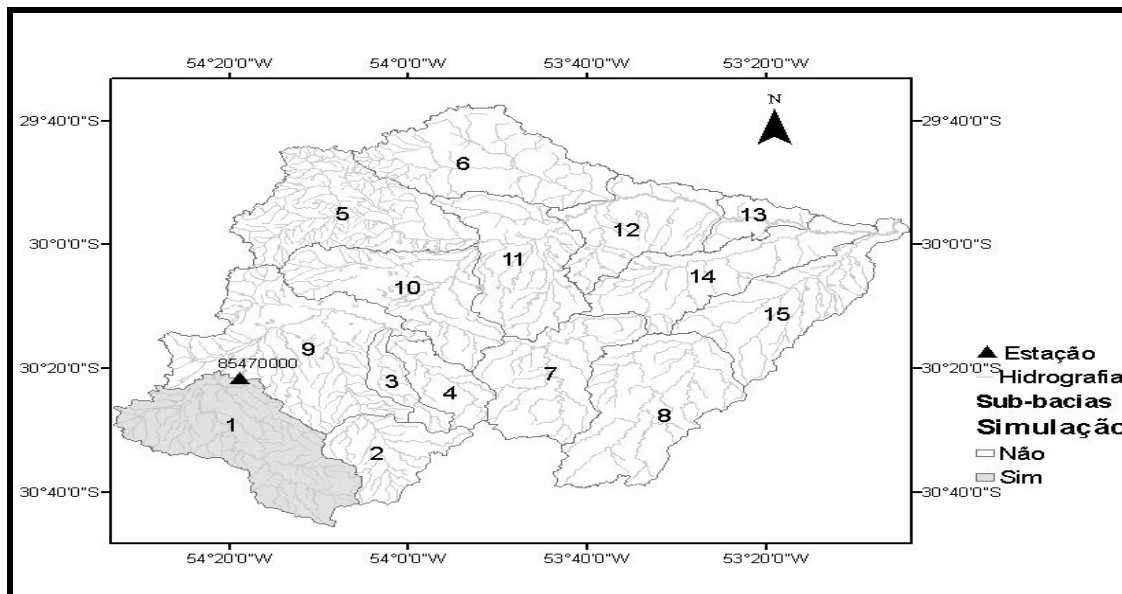 54°20'0"W 54°0'0"W 53°40'0"W 53°20'0"W
N
29°40'0"S 29°40'0"S
6
5
13
12
30°0'0"S 30°0'0"S
11
14
10
15
9
85470000
30°20'0"S 30°20'0"S
3
7
4
8
1
2
30°40'0"S 30°40'0"S
54°20'0"W 54°0'0"W 53°40'0"W 53°20'0"W
Estação
Hidrografia
Sub-bacias
Simulação
Não
Sim